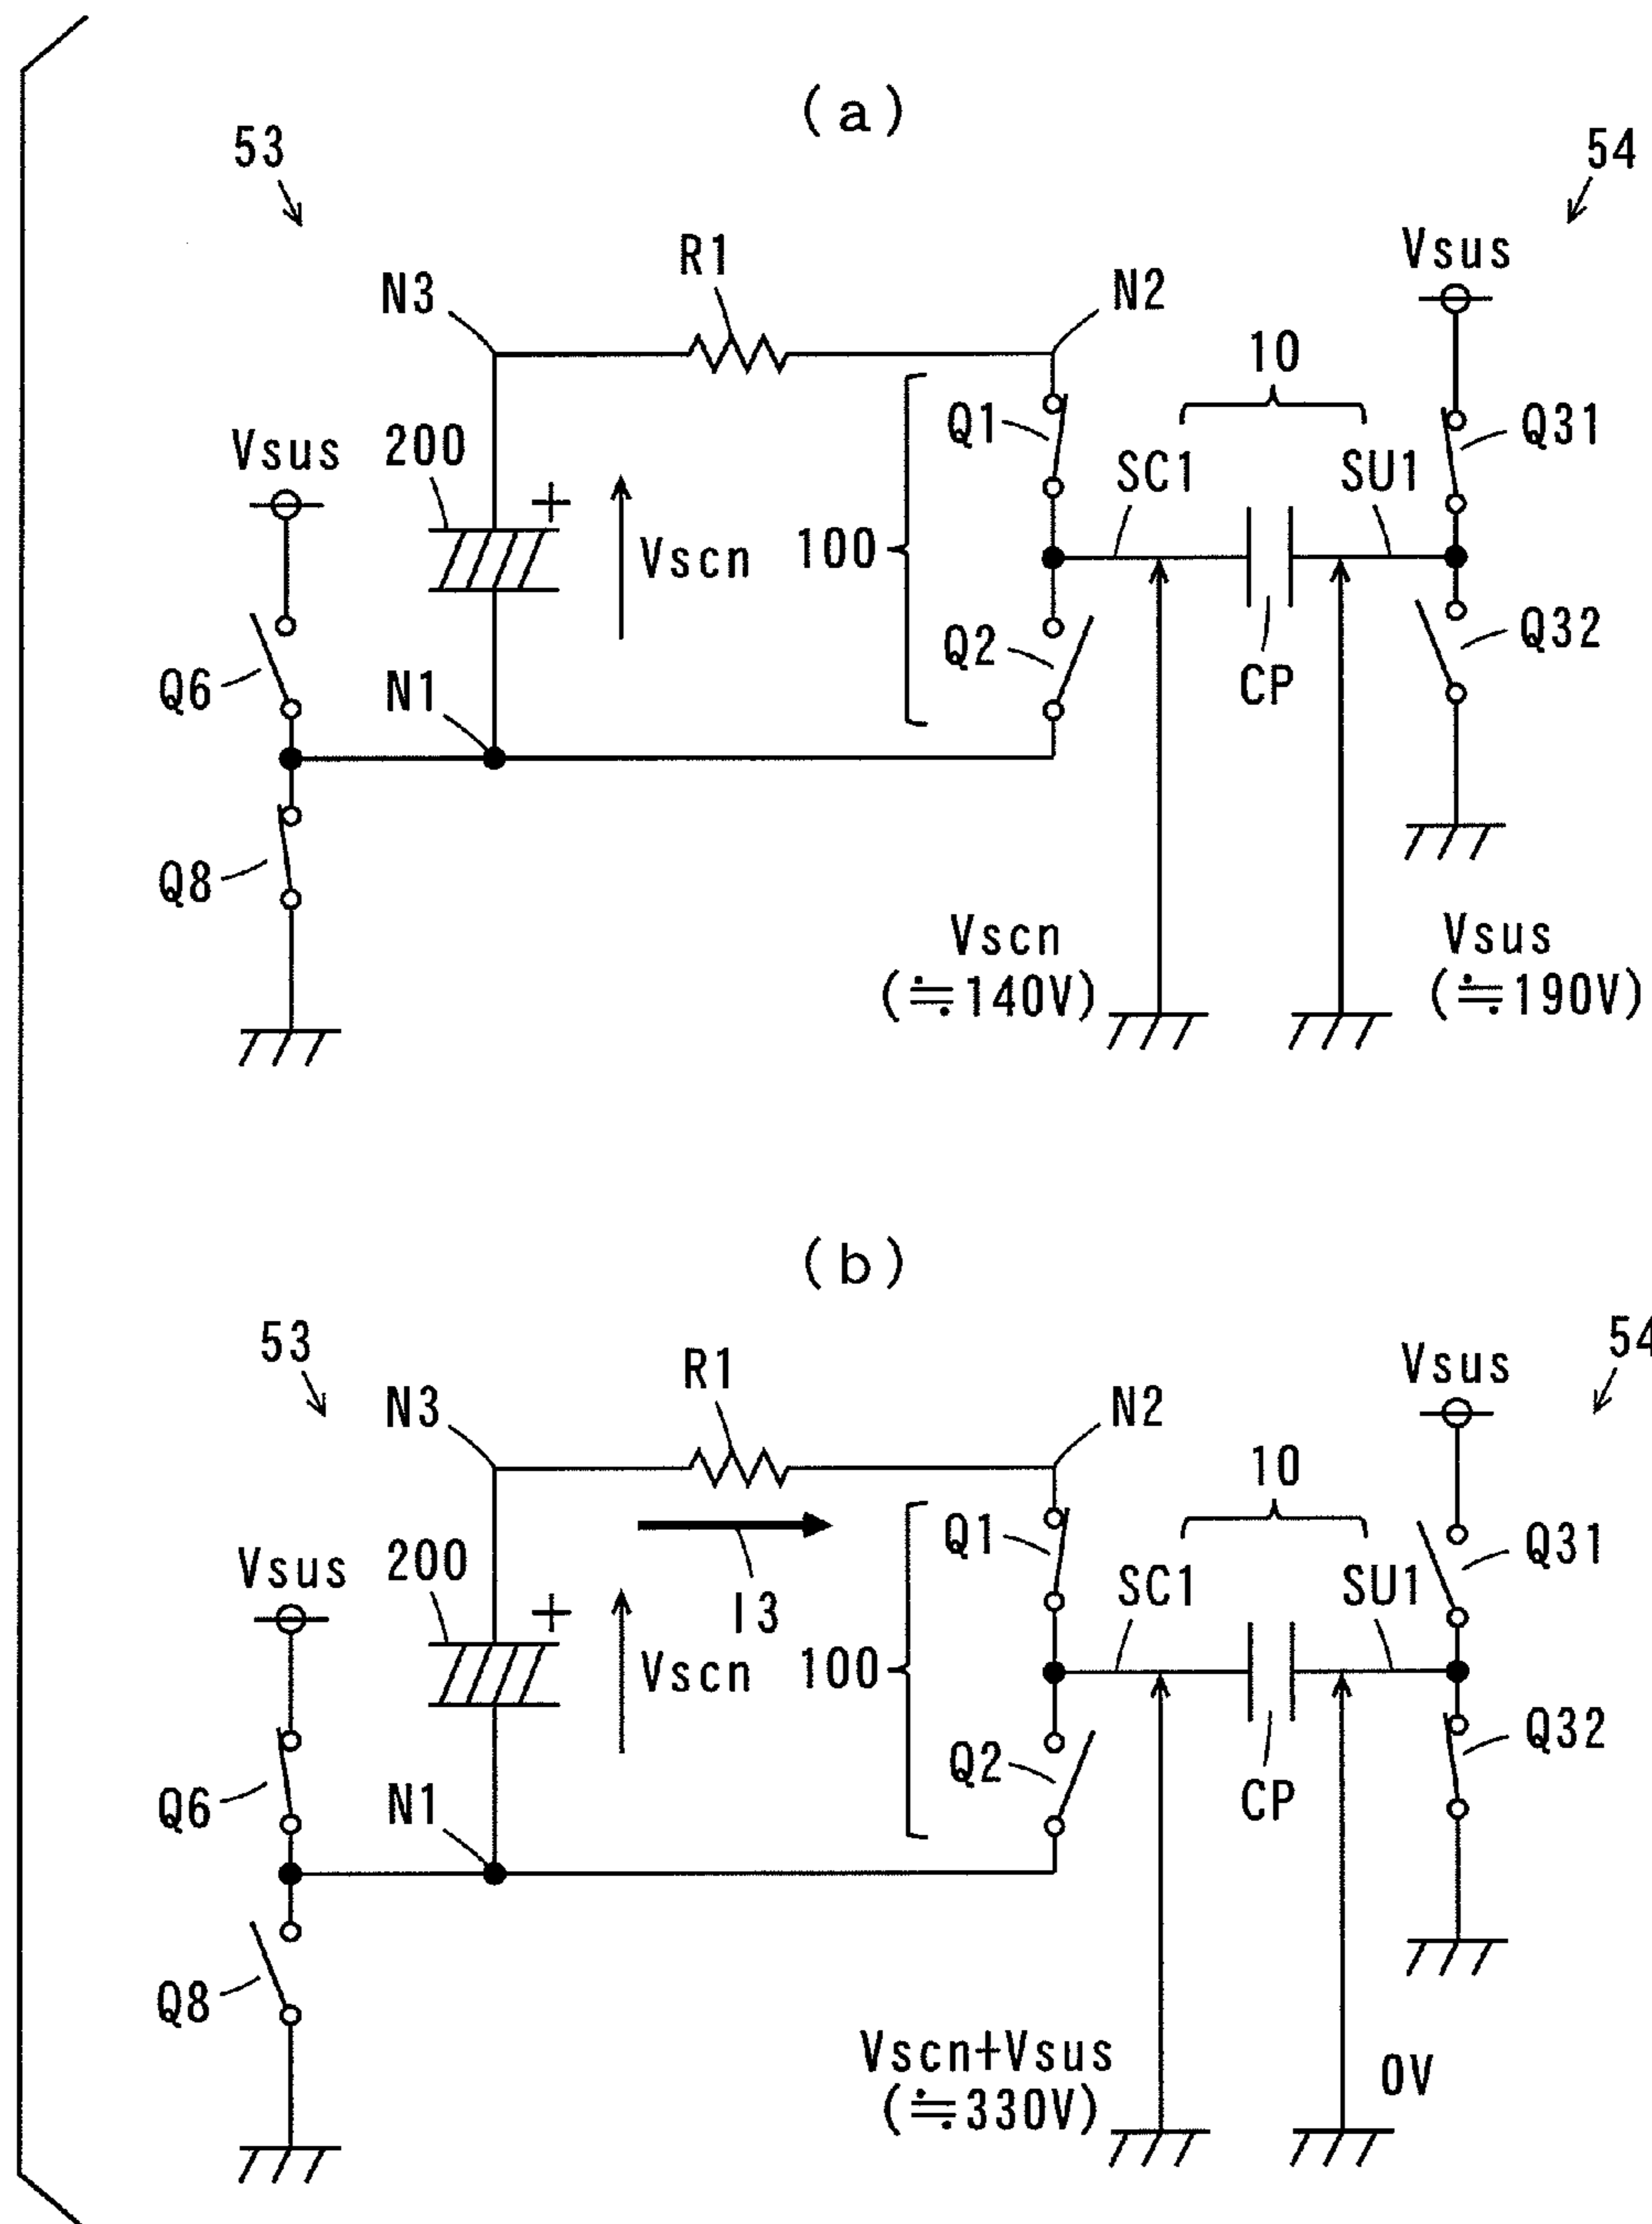 (a)
53
54
Vsus
R1
N3
N2
10
Q1
Q31
Vsus
200
+
SC1
SU1
Vscn
100
Q2
Q32
Q6
N1
CP
Q8
Vscn
(≒140V)
Vsus
(≒190V)
(b)
53
54
Vsus
R1
N3
N2
10
Q1
Q31
Vsus
200
+
I3
SC1
SU1
Vscn
100
Q32
Q2
Q6
N1
CP
Q8
Vscn+Vsus
(≒330V)
0V